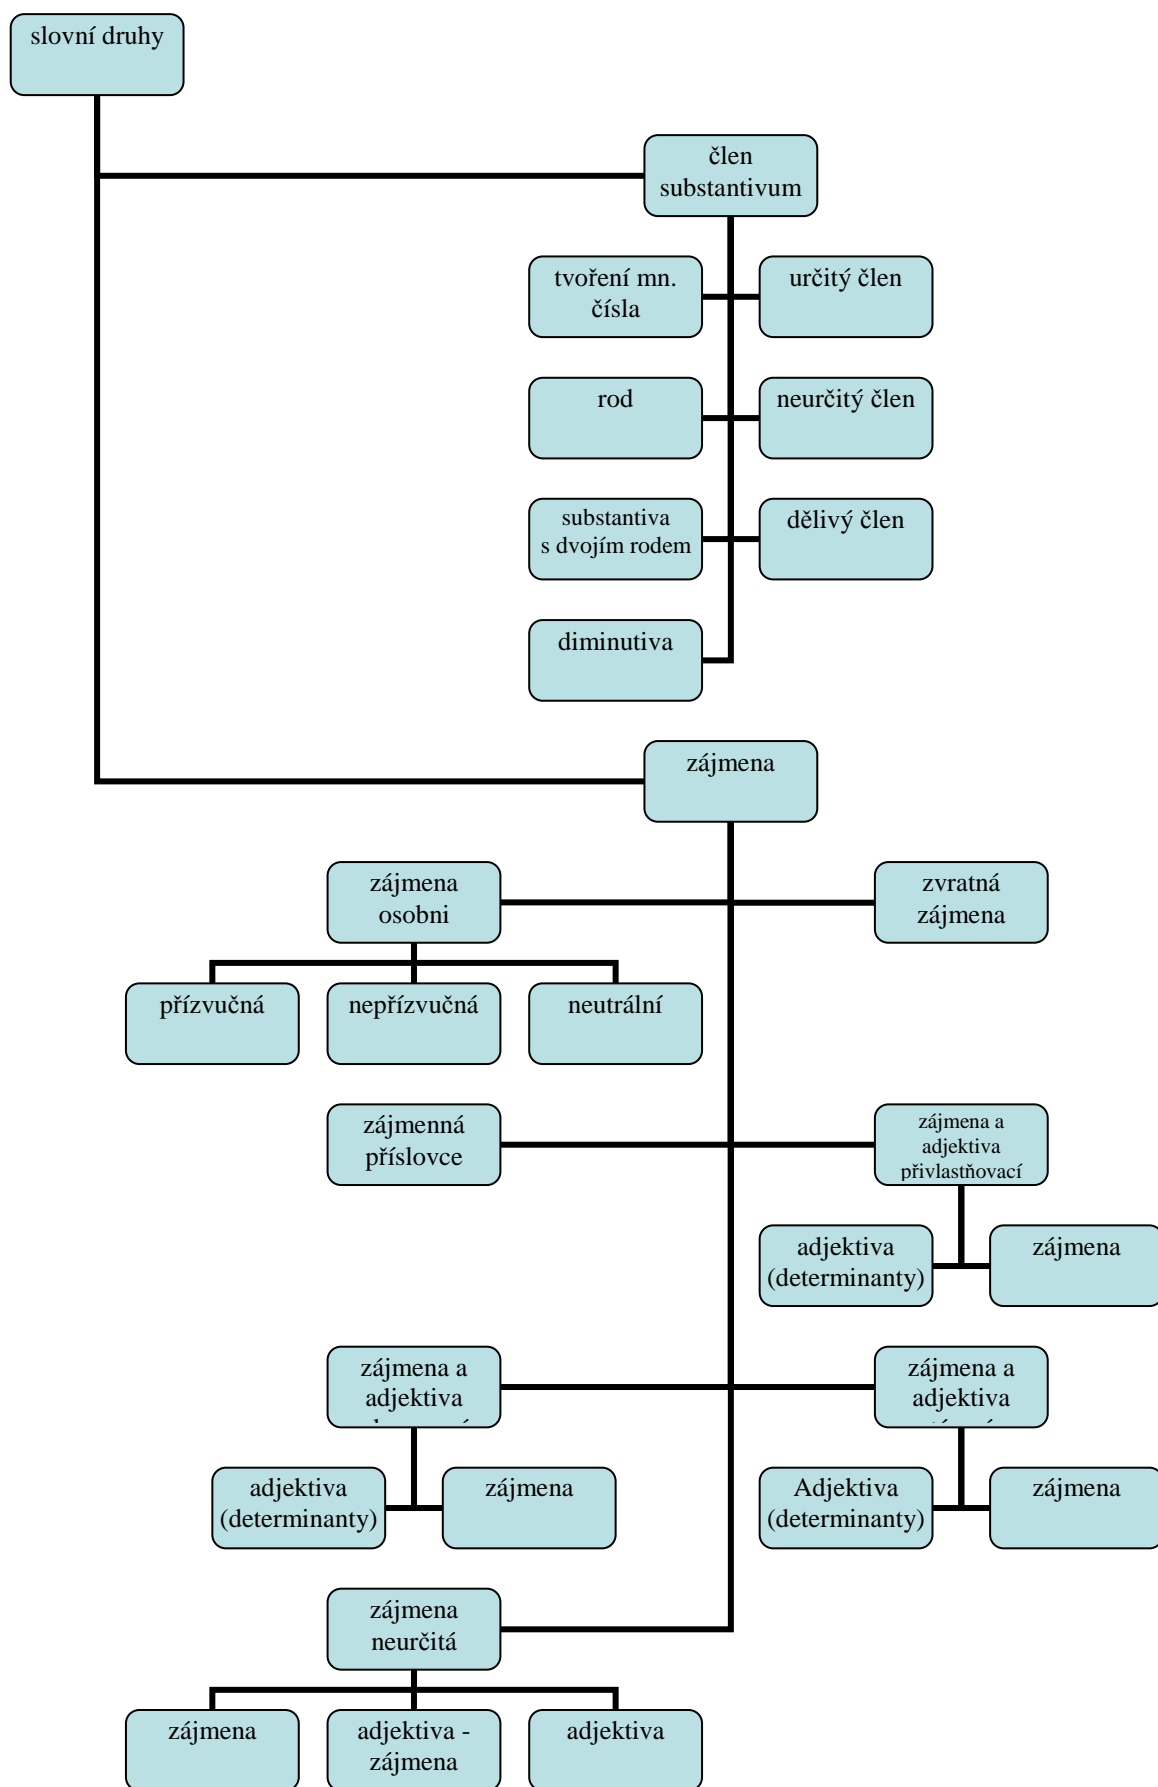 slovní druhy
člen
substantivum
tvoření mn.
čísla
určitý člen
rod
neurčitý člen
substantiva
s dvojím rodem
dělivý člen
diminutiva
zájmena
zájmena
osobni
zvratná
zájmena
přízvučná
nepřízvučná
neutrální
zájmenná
příslovce
zájmena a
adjektiva
přivlastňovací
adjektiva
(determinanty)
zájmena
zájmena a
adjektiva
zájmena a
adjektiva
adjektiva
(determinanty)
zájmena
Adjektiva
(determinanty)
zájmena
zájmena
neurčitá
zájmena
adjektiva -
zájmena
adjektiva